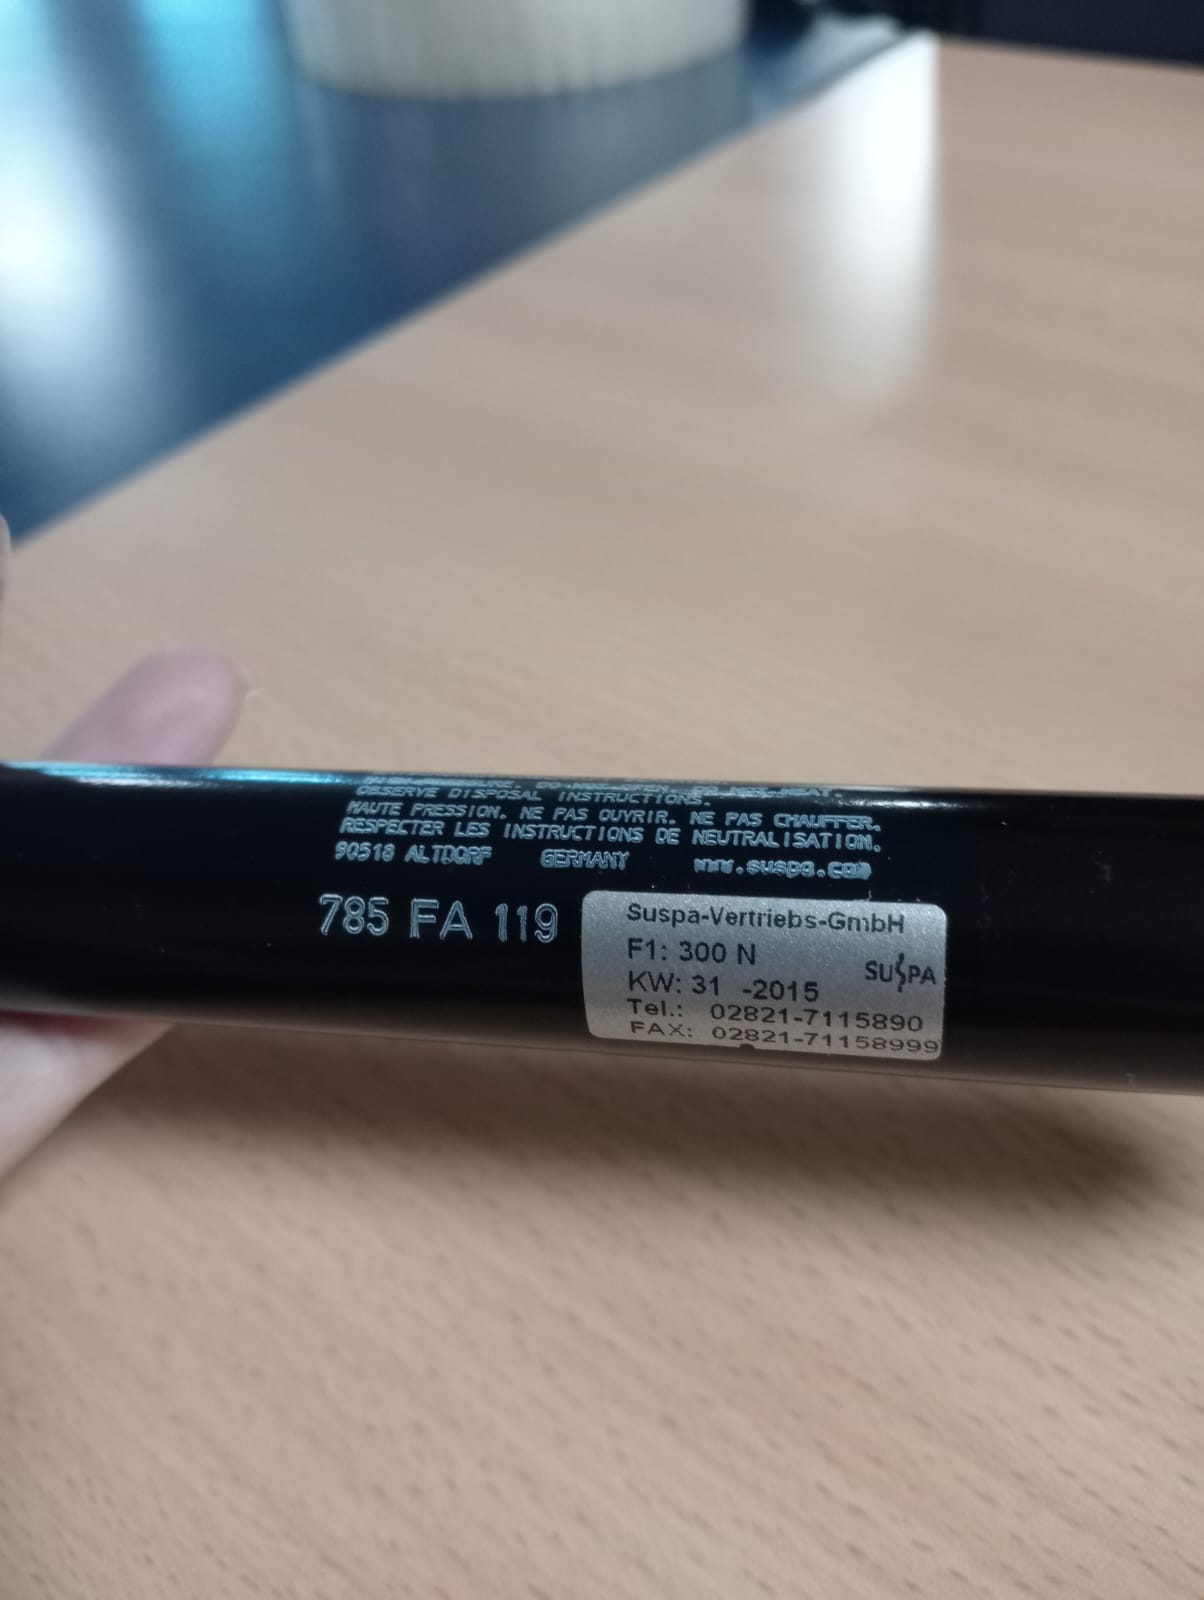 OBSERVE DISPOSAL INSTRUCTIONS.
HAUTE PRESSION. NE PAS OUVRIR. NE PAS CHAUFFER.
RESPECTER LES INSTRUCTIONS DE NEUTRALISATION.
90518 ALTDORF GERMANY www.suspa.com
785 FA 119
Suspa-Vertriebs-GmbH
F1: 300 N
SUSPA
KW: 31 -2015
Tel.: 02821-7115890
FAX: 02821-71158999